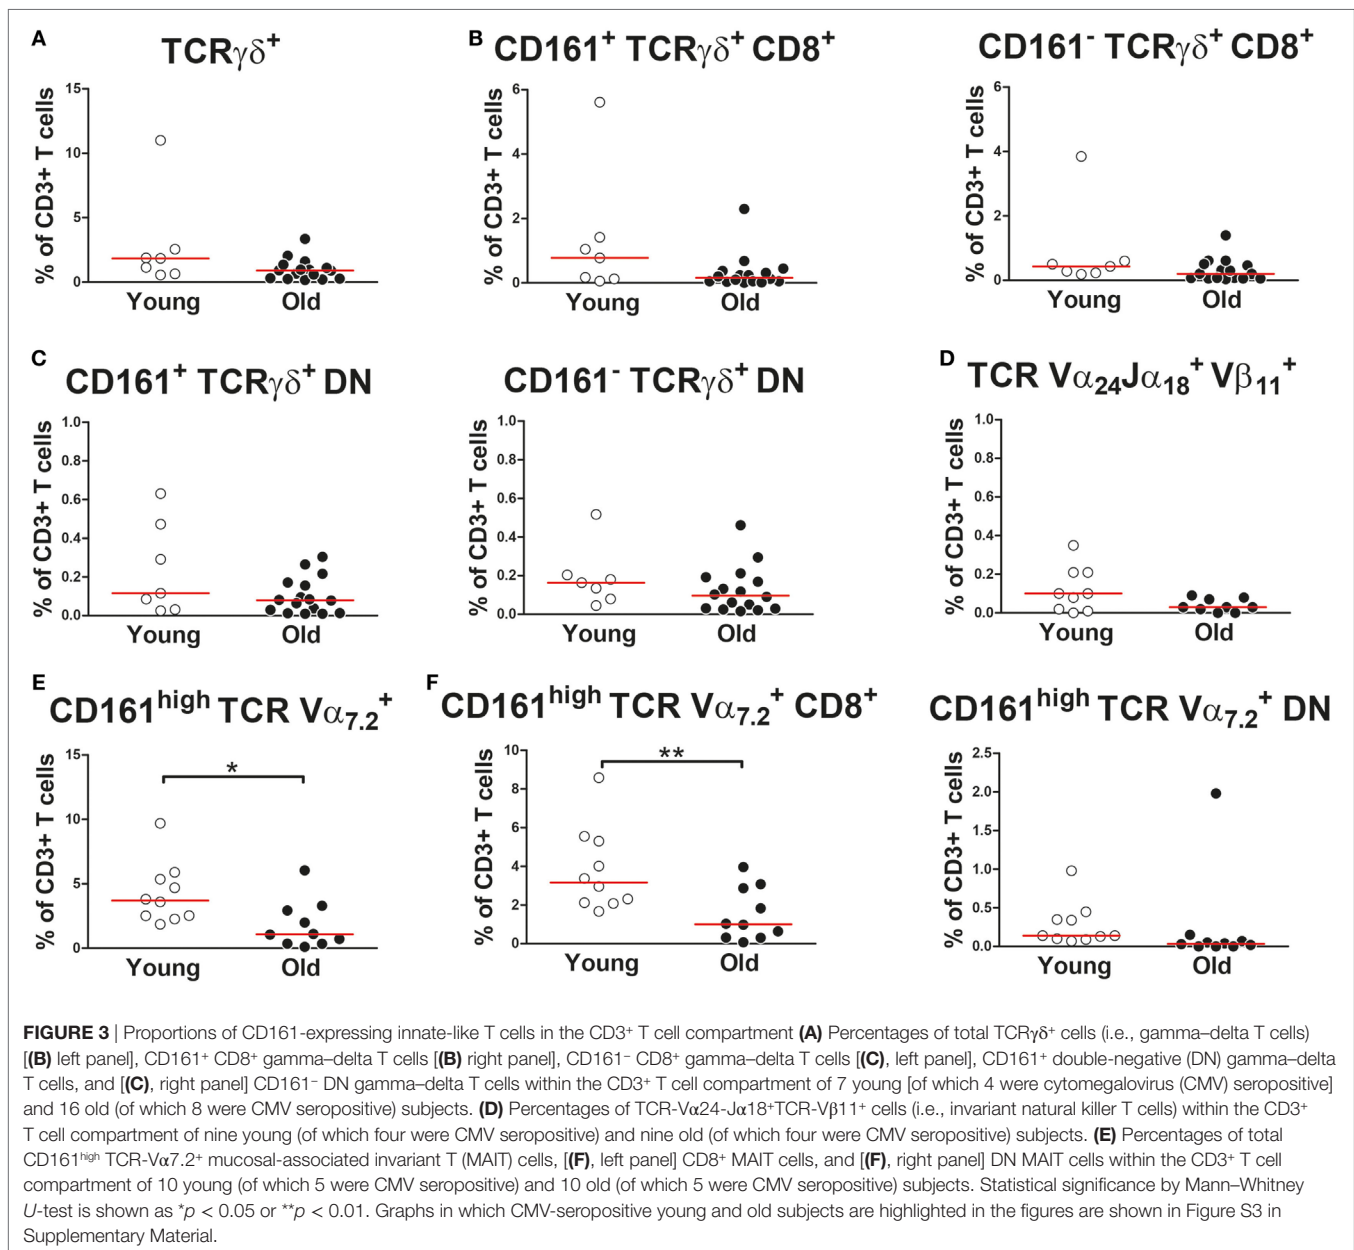 A
TCRγδ⁺
% of CD3+ T cells
15
10
5
0
Young
Old
B
CD161⁺ TCRγδ⁺ CD8⁺
% of CD3+ T cells
6
4
2
0
Young
Old
CD161⁻ TCRγδ⁺ CD8⁺
% of CD3+ T cells
6
4
2
0
Young
Old
C
CD161⁺ TCRγδ⁺ DN
% of CD3+ T cells
1.0
0.8
0.6
0.4
0.2
0.0
Young
Old
CD161⁻ TCRγδ⁺ DN
% of CD3+ T cells
1.0
0.8
0.6
0.4
0.2
0.0
Young
Old
D
TCR Vα₂₄Jα₁₈⁺ Vβ₁₁⁺
% of CD3+ T cells
1.0
0.8
0.6
0.4
0.2
0.0
Young
Old
E
CD161ʰⁱᵍʰ TCR Vα₇.₂⁺
% of CD3+ T cells
15
10
5
0
*
Young
Old
F
CD161ʰⁱᵍʰ TCR Vα₇.₂⁺ CD8⁺
% of CD3+ T cells
10
8
6
4
2
0
**
Young
Old
CD161ʰⁱᵍʰ TCR Vα₇.₂⁺ DN
% of CD3+ T cells
2.5
2.0
1.5
1.0
0.5
0.0
Young
Old
FIGURE 3 | Proportions of CD161-expressing innate-like T cells in the CD3⁺ T cell compartment (A) Percentages of total TCRγδ⁺ cells (i.e., gamma–delta T cells)
[(B) left panel], CD161⁺ CD8⁺ gamma–delta T cells [(B) right panel], CD161⁻ CD8⁺ gamma–delta T cells [(C), left panel], CD161⁺ double-negative (DN) gamma–delta
T cells, and [(C), right panel] CD161⁻ DN gamma–delta T cells within the CD3⁺ T cell compartment of 7 young [of which 4 were cytomegalovirus (CMV) seropositive]
and 16 old (of which 8 were CMV seropositive) subjects. (D) Percentages of TCR-Vα24-Jα18⁺TCR-Vβ11⁺ cells (i.e., invariant natural killer T cells) within the CD3⁺
T cell compartment of nine young (of which four were CMV seropositive) and nine old (of which four were CMV seropositive) subjects. (E) Percentages of total
CD161ʰⁱᵍʰ TCR-Vα7.2⁺ mucosal-associated invariant T (MAIT) cells, [(F), left panel] CD8⁺ MAIT cells, and [(F), right panel] DN MAIT cells within the CD3⁺ T cell
compartment of 10 young (of which 5 were CMV seropositive) and 10 old (of which 5 were CMV seropositive) subjects. Statistical significance by Mann–Whitney
U-test is shown as *p < 0.05 or **p < 0.01. Graphs in which CMV-seropositive young and old subjects are highlighted in the figures are shown in Figure S3 in
Supplementary Material.